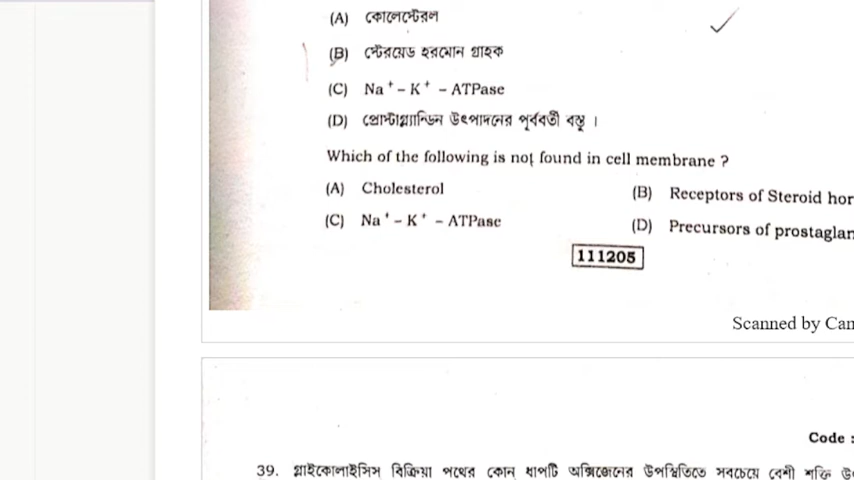 (A) কোলেস্টেরল
(B) স্টেরয়েড হরমোন গ্রাহক
(C) Na⁺ – K⁺ – ATPase
(D) প্রোস্টাগ্ল্যান্ডিন উৎপাদনের পূর্ববর্তী বস্তু ।
Which of the following is not found in cell membrane ?
(A) Cholesterol (B) Receptors of Steroid hor
(C) Na⁺ – K⁺ – ATPase (D) Precursors of prostaglan
111205
Scanned by Can
Code :
39. গ্লাইকোলাইসিস বিক্রিয়া পথের কোন্ ধাপটি অক্সিজেনের উপস্থিতিতে সবচেয়ে বেশী শক্তি